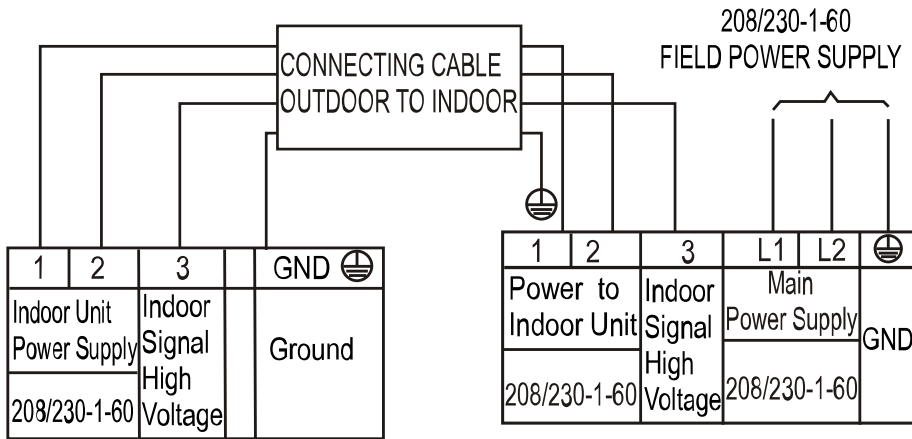 208/230-1-60
FIELD POWER SUPPLY
CONNECTING CABLE
OUTDOOR TO INDOOR
1 2 3 GND
Indoor Unit
Power Supply
208/230-1-60
Indoor
Signal
High
Voltage
Ground
1 2 3 L1 L2
Power to
Indoor Unit
208/230-1-60
Indoor
Signal
High
Voltage
Main
Power Supply
208/230-1-60
GND